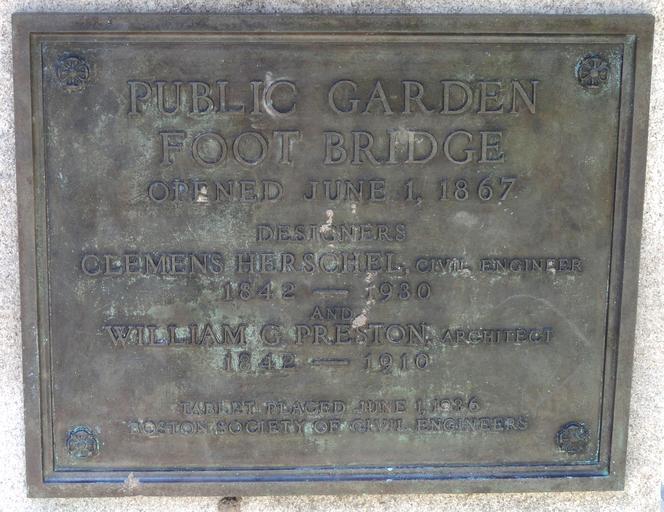 PUBLIC GARDEN
FOOT BRIDGE
OPENED JUNE 1, 1867
DESIGNERS
CLEMENS HERSCHEL, CIVIL ENGINEER
1842 — 1930
AND
WILLIAM G. PRESTON, ARCHITECT
1842 — 1910
TABLET PLACED JUNE 1, 1936
BOSTON SOCIETY OF CIVIL ENGINEERS